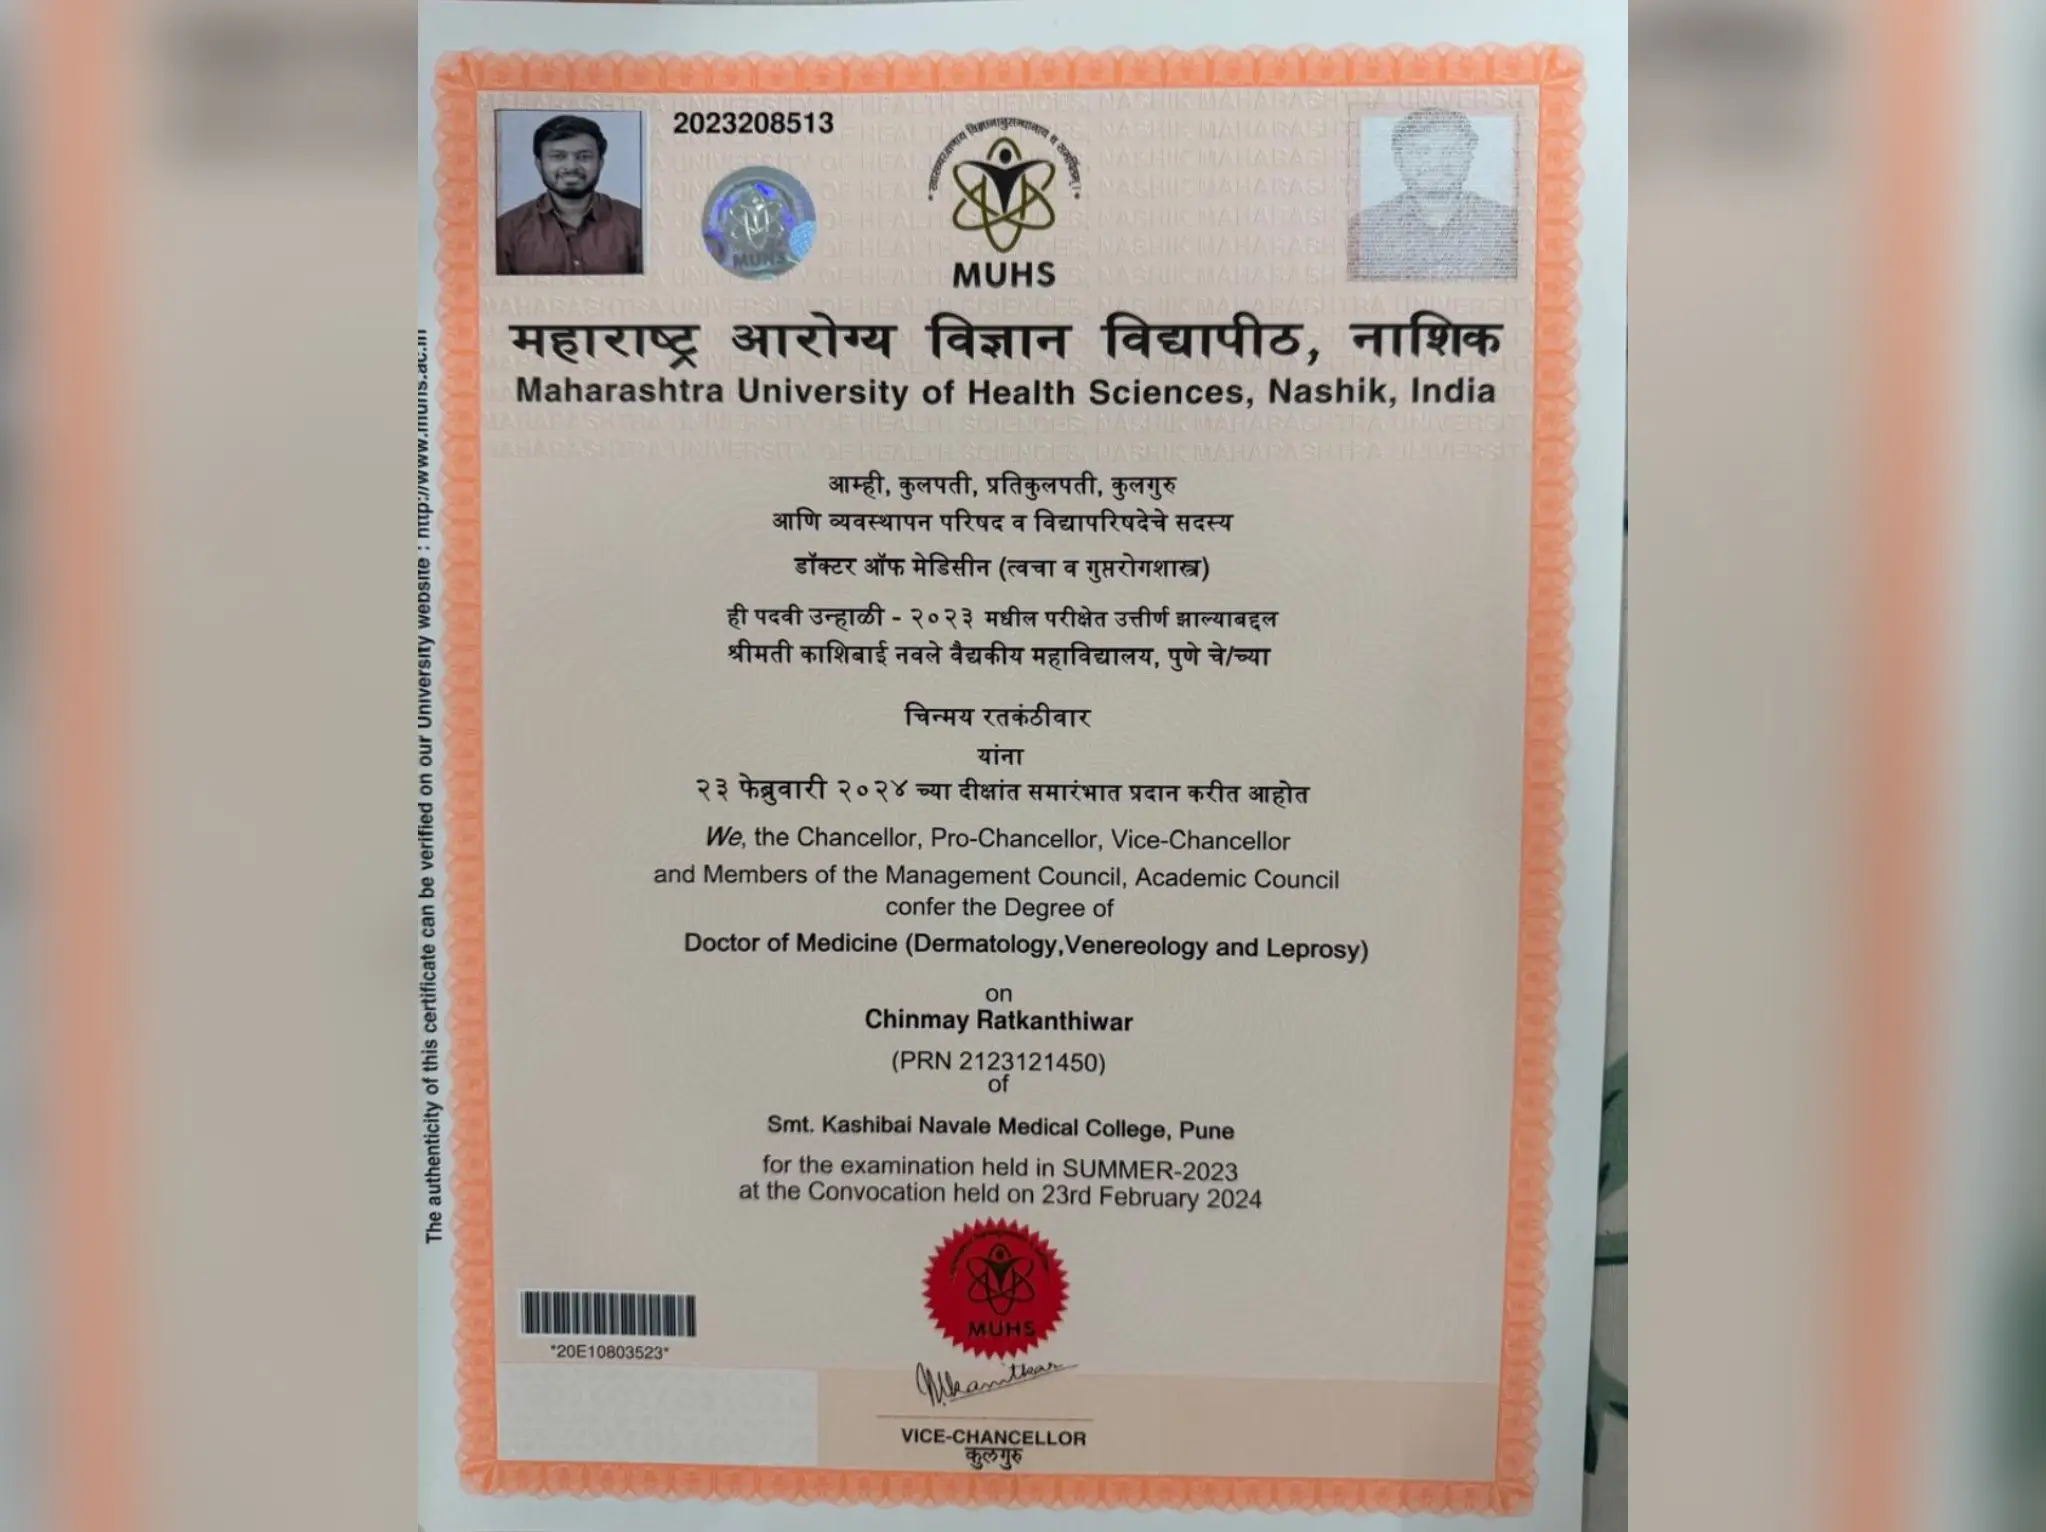 2023208513
स्वास्थ्यरक्षणाय विज्ञानानुसन्धानाय च समर्पितम् ।
MUHS
MUHS
महाराष्ट्र आरोग्य विज्ञान विद्यापीठ, नाशिक
Maharashtra University of Health Sciences, Nashik, India
आम्ही, कुलपती, प्रतिकुलपती, कुलगुरु
आणि व्यवस्थापन परिषद व विद्यापरिषदेचे सदस्य
डॉक्टर ऑफ मेडिसीन (त्वचा व गुप्तरोगशास्त्र)
ही पदवी उन्हाळी - २०२३ मधील परीक्षेत उत्तीर्ण झाल्याबद्दल
श्रीमती काशिबाई नवले वैद्यकीय महाविद्यालय, पुणे चे/च्या
चिन्मय रतकंठीवार
यांना
२३ फेब्रुवारी २०२४ च्या दीक्षांत समारंभात प्रदान करीत आहोत
We, the Chancellor, Pro-Chancellor, Vice-Chancellor
and Members of the Management Council, Academic Council
confer the Degree of
Doctor of Medicine (Dermatology,Venereology and Leprosy)
on
Chinmay Ratkanthiwar
(PRN 2123121450)
of
Smt. Kashibai Navale Medical College, Pune
for the examination held in SUMMER-2023
at the Convocation held on 23rd February 2024
MUHS
*20E10803523*
VICE-CHANCELLOR
कुलगुरु
The authenticity of this certificate can be verified on our University website : http://www.muhs.ac.in